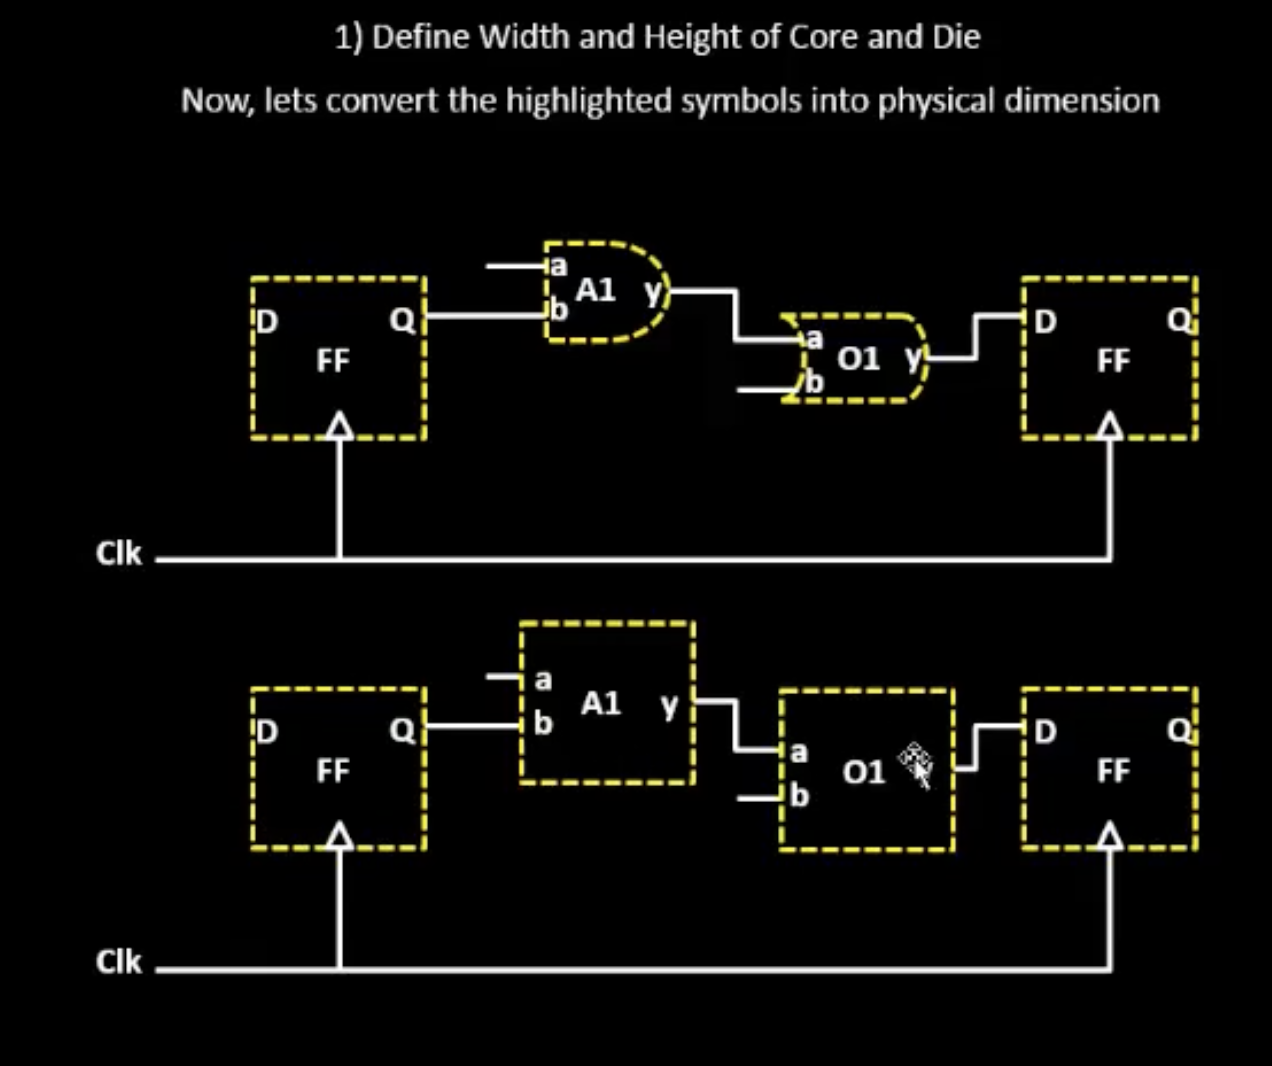 1) Define Width and Height of Core and Die
Now, lets convert the highlighted symbols into physical dimension
a
A1 y
b
D Q
FF
a
O1 y
b
D Q
FF
Clk
a
A1 y
b
D Q
FF
a
O1
b
D Q
FF
Clk